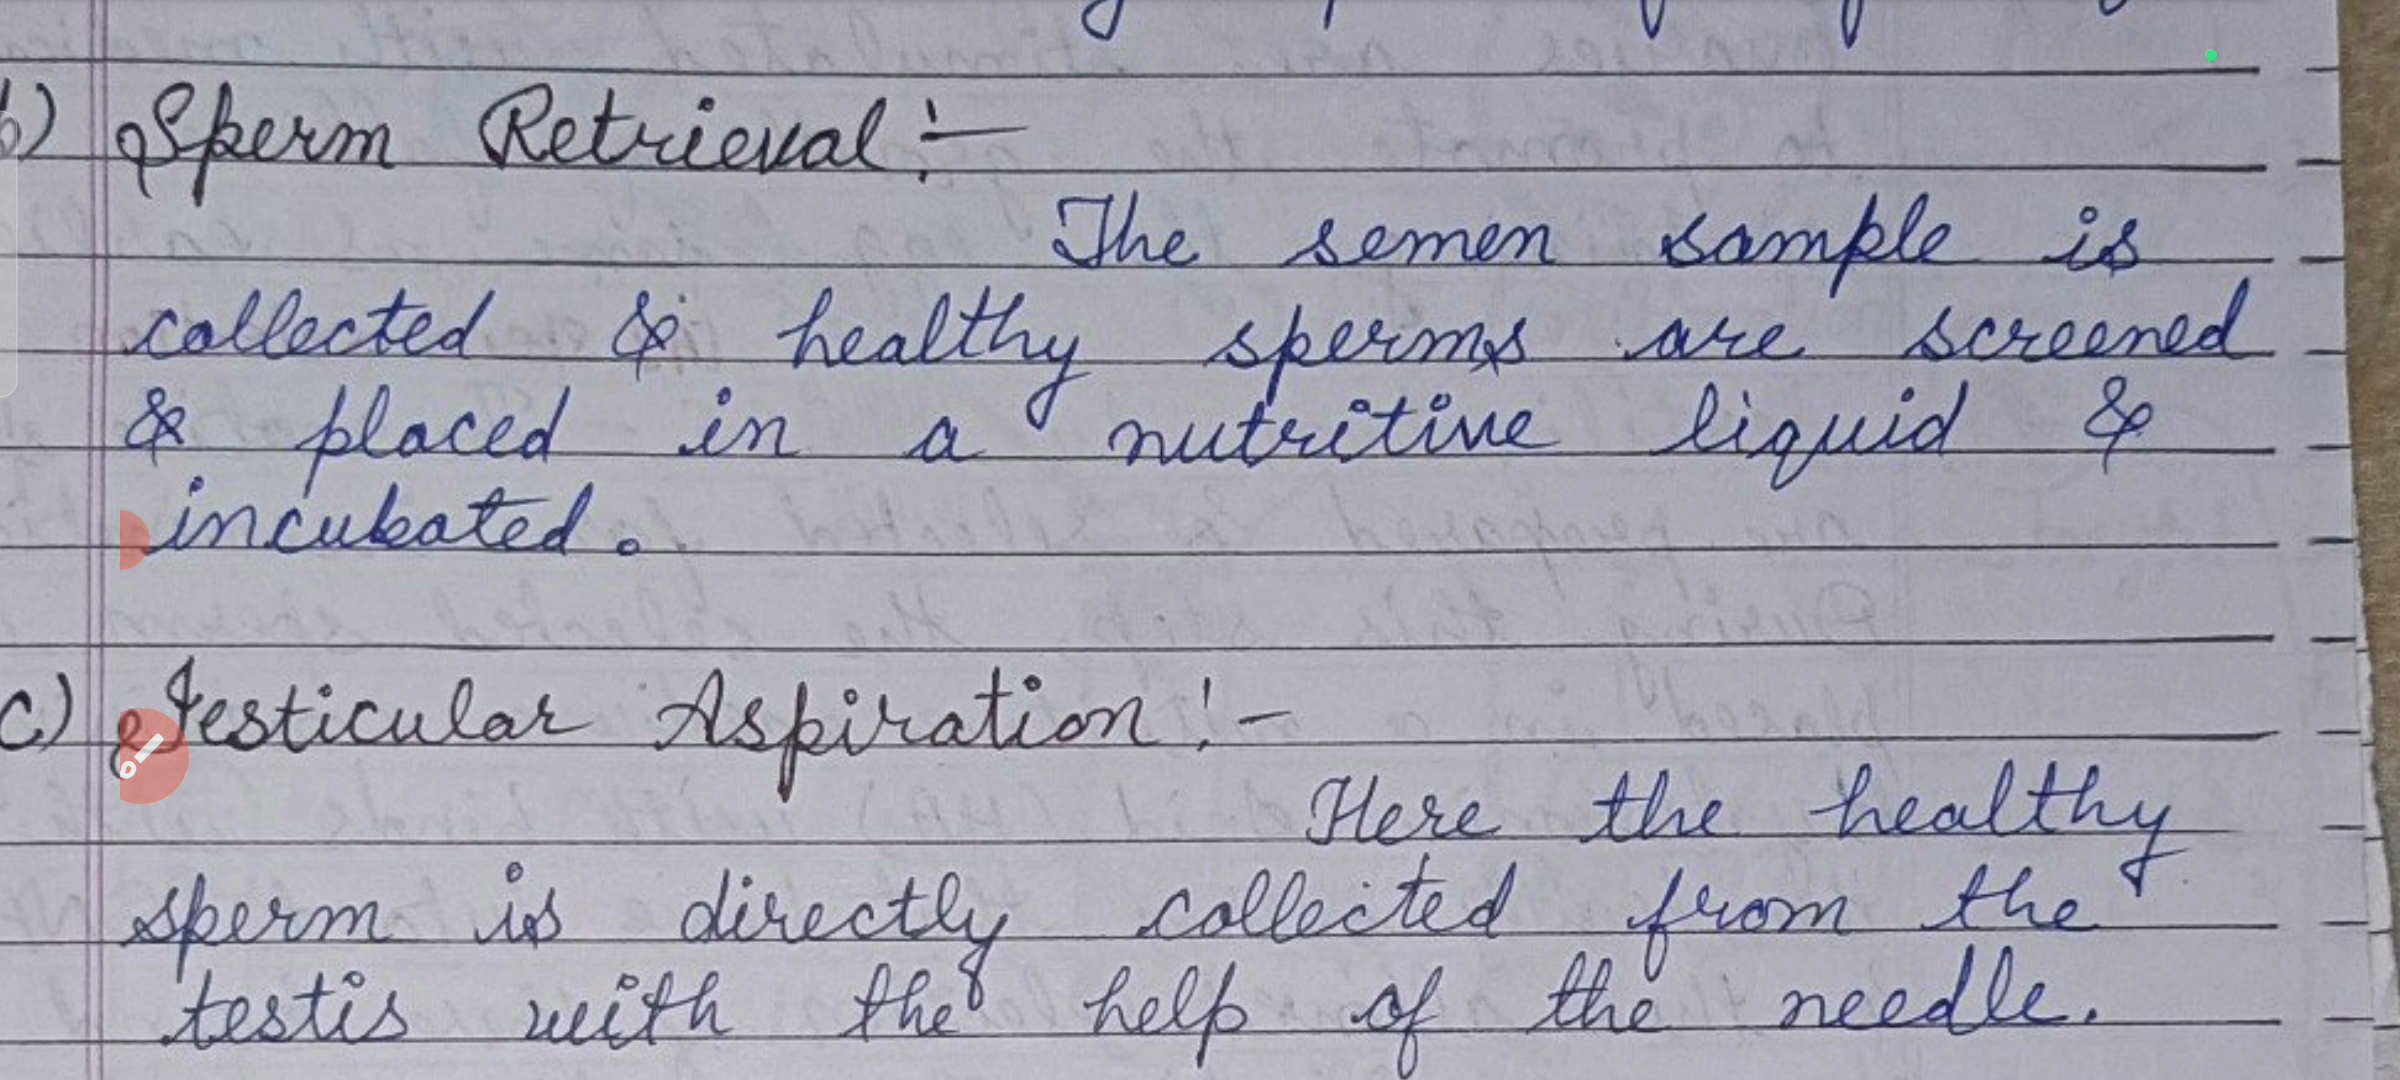 b) Sperm Retrieval :-
The semen sample is
collected & healthy sperms are screened
& placed in a nutritive liquid &
incubated.
c) Testicular Aspiration :-
Here the healthy
sperm is directly collected from the
testis with the help of the needle.